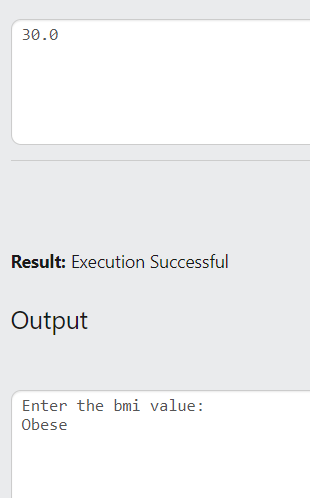 30.0
Result: Execution Successful
Output
Enter the bmi value:
Obese